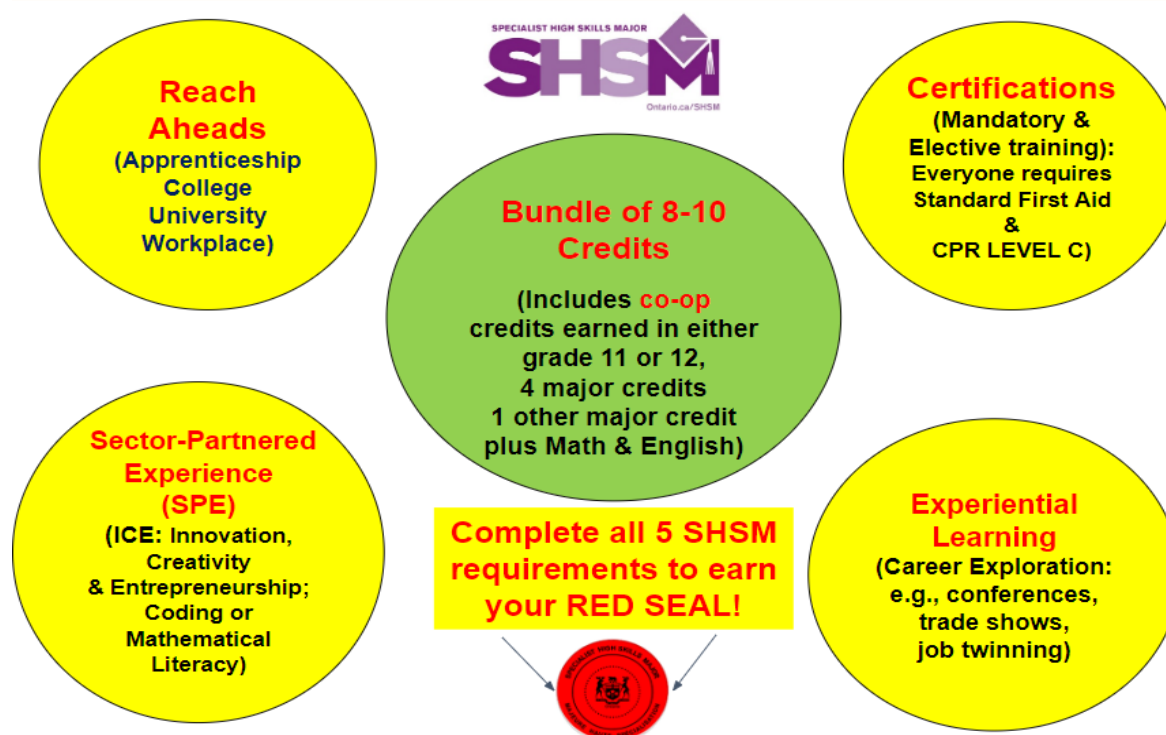 SPECIALIST HIGH SKILLS MAJOR
SHSM
Ontario.ca/SHSM
Reach
Aheads
(Apprenticeship
College
University
Workplace)
Certifications
(Mandatory &
Elective training):
Everyone requires
Standard First Aid
&
CPR LEVEL C)
Bundle of 8-10
Credits
(Includes co-op
credits earned in either
grade 11 or 12,
4 major credits
1 other major credit
plus Math & English)
Sector-Partnered
Experience
(SPE)
(ICE: Innovation,
Creativity
& Entrepreneurship;
Coding or
Mathematical
Literacy)
Experiential
Learning
(Career Exploration:
e.g., conferences,
trade shows,
job twinning)
Complete all 5 SHSM
requirements to earn
your RED SEAL!
SPECIALIST HIGH SKILLS MAJOR